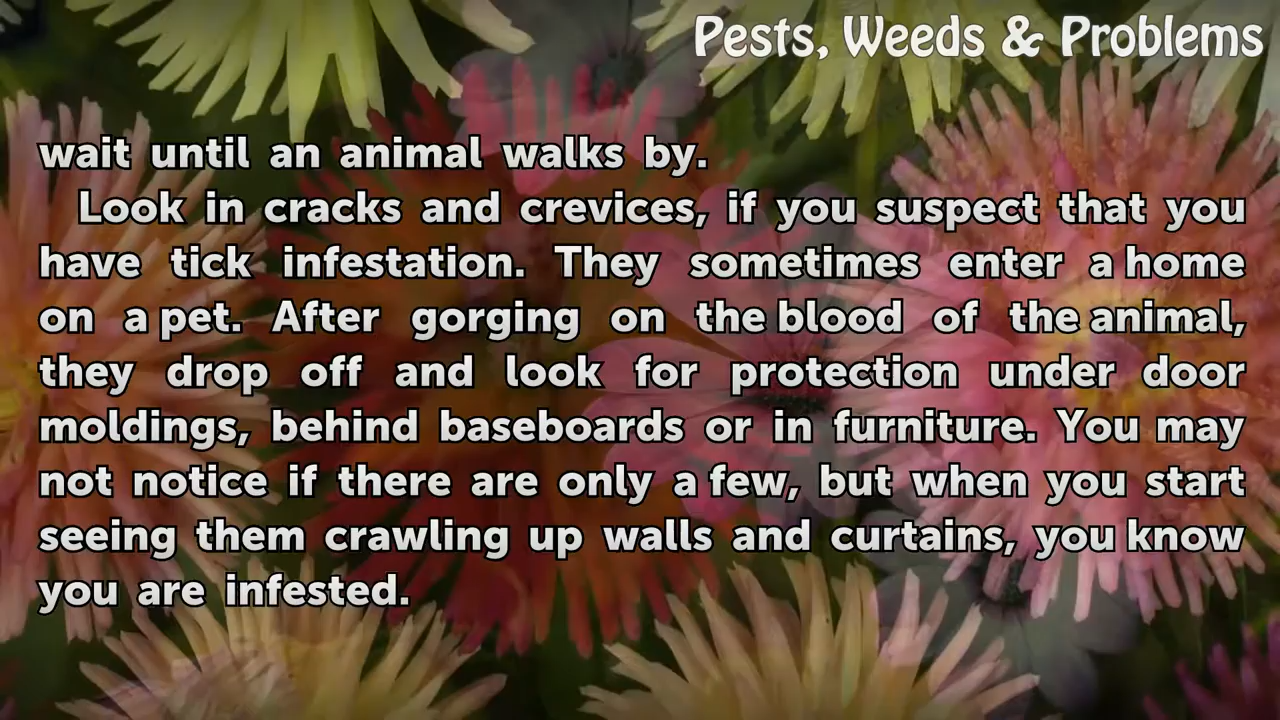 Pests, Weeds & Problems
wait until an animal walks by.
Look in cracks and crevices, if you suspect that you
have tick infestation. They sometimes enter a home
on a pet. After gorging on the blood of the animal,
they drop off and look for protection under door
moldings, behind baseboards or in furniture. You may
not notice if there are only a few, but when you start
seeing them crawling up walls and curtains, you know
you are infested.